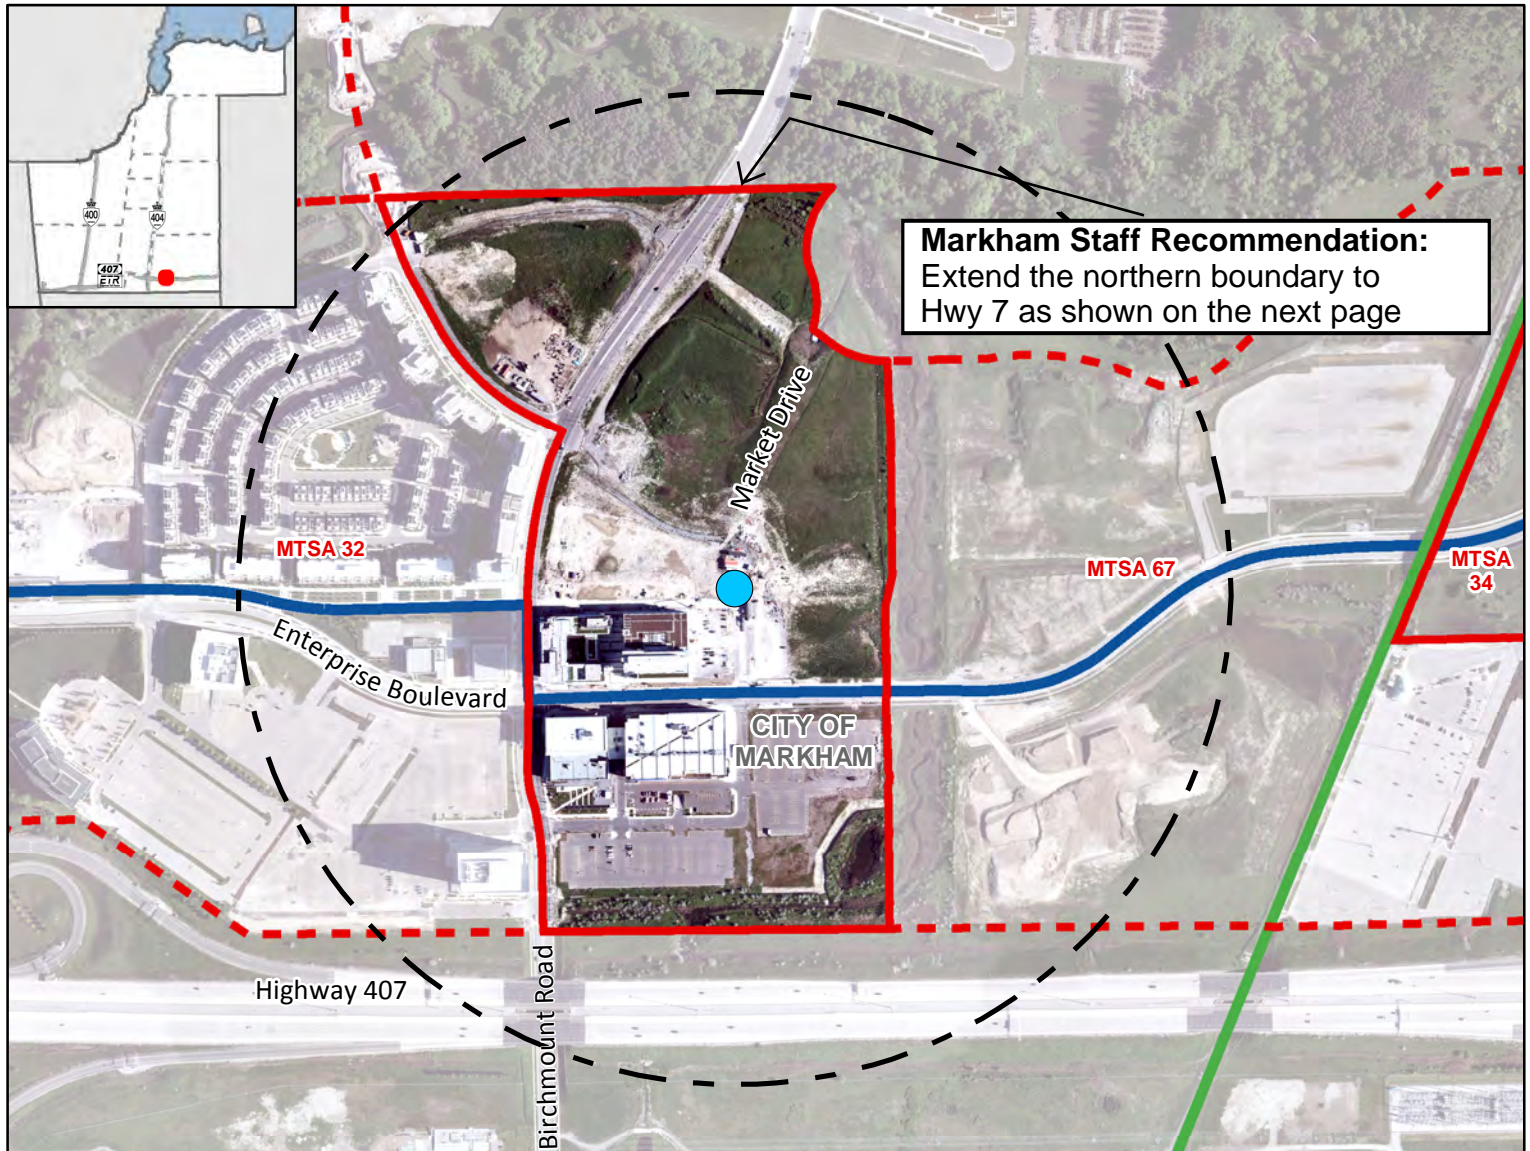 400
404
407
ETR
Markham Staff Recommendation:
Extend the northern boundary to
Hwy 7 as shown on the next page
Market Drive
MTSA 32
MTSA 67
MTSA
34
Enterprise Boulevard
CITY OF
MARKHAM
Highway 407
Birchmount Road